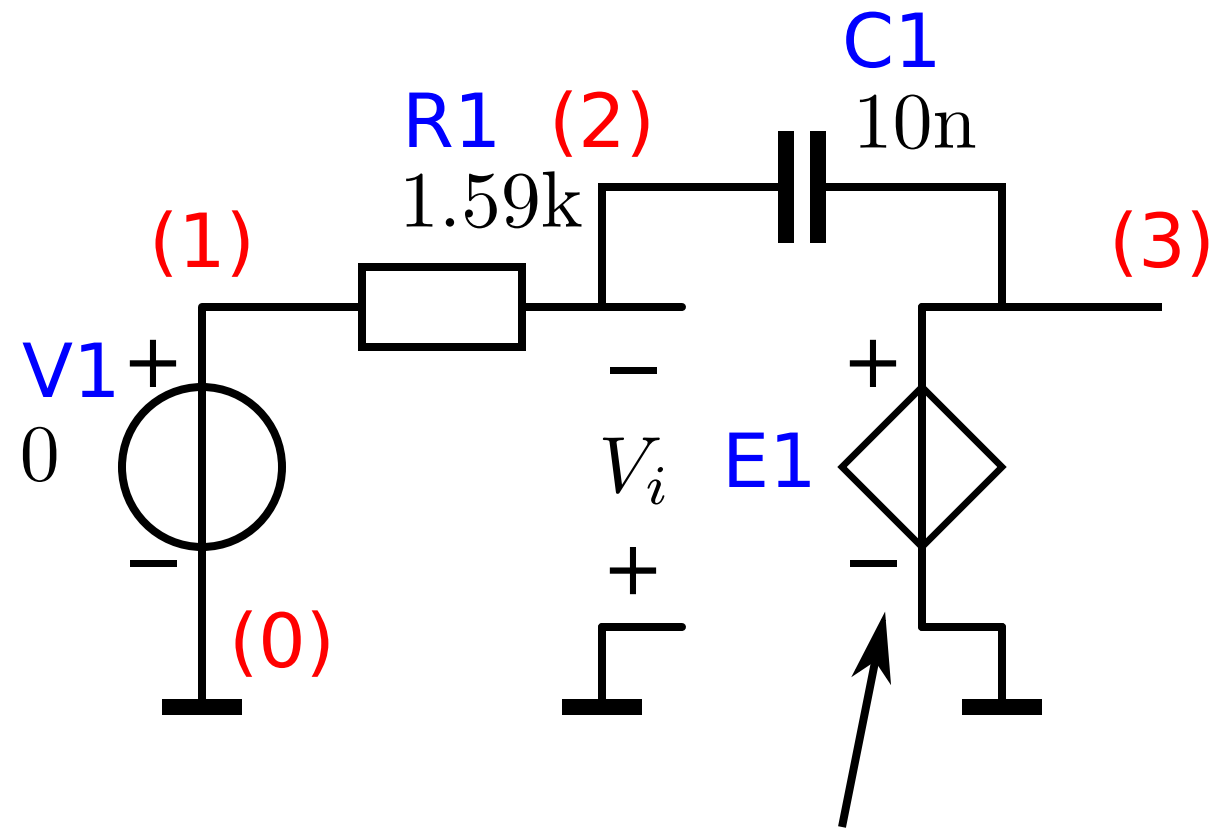 C1
10n
R1
1.59k
(2)
(1)
(3)
V1
0
+
−
(0)
−
V_i
+
E1
+
−